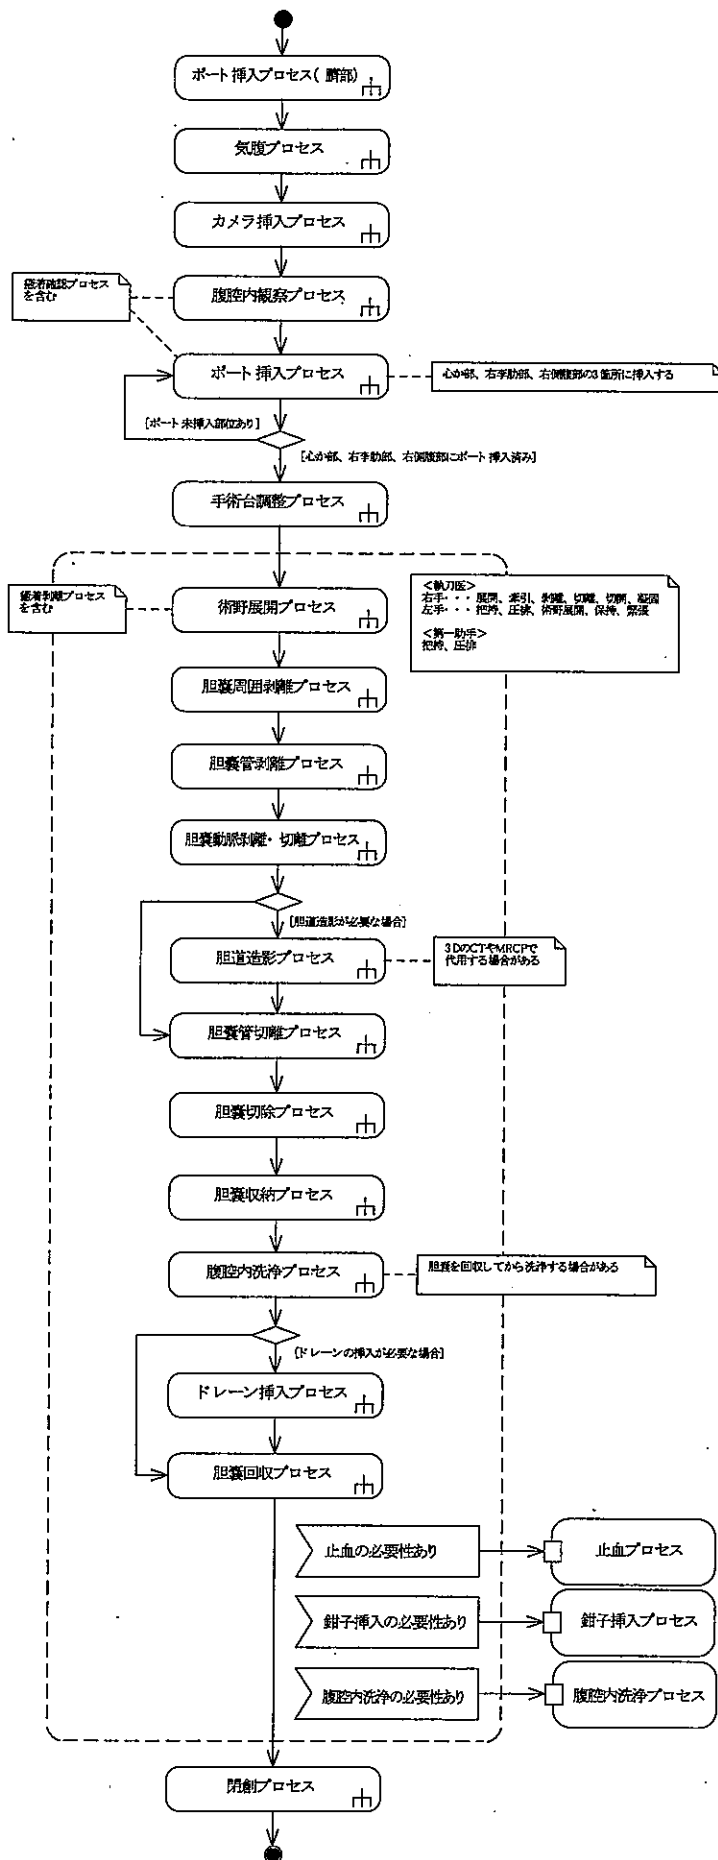 ポート挿入プロセス(臍部)
気腹プロセス
カメラ挿入プロセス
癒着確認プロセス
を含む
腹腔内観察プロセス
ポート挿入プロセス
心か部、右季肋部、右側腹部の3箇所に挿入する
[ポート未挿入部位あり]
[心か部、右季肋部、右側腹部にポート挿入済み]
手術台調整プロセス
癒着剥離プロセス
を含む
術野展開プロセス
<執刀医>
右手・・・展開、牽引、剥離、切離、切開、凝固
左手・・・把持、圧排、術野展開、保持、緊張
<第一助手>
把持、圧排
胆嚢周囲剥離プロセス
胆嚢管剥離プロセス
胆嚢動脈剥離・切離プロセス
[胆道造影が必要な場合]
胆道造影プロセス
3DのCTやMRCPで
代用する場合がある
胆嚢管切離プロセス
胆嚢切除プロセス
胆嚢収納プロセス
腹腔内洗浄プロセス
胆嚢を回収してから洗浄する場合がある
[ドレーンの挿入が必要な場合]
ドレーン挿入プロセス
胆嚢回収プロセス
止血の必要性あり
止血プロセス
鉗子挿入の必要性あり
鉗子挿入プロセス
腹腔内洗浄の必要性あり
腹腔内洗浄プロセス
閉創プロセス